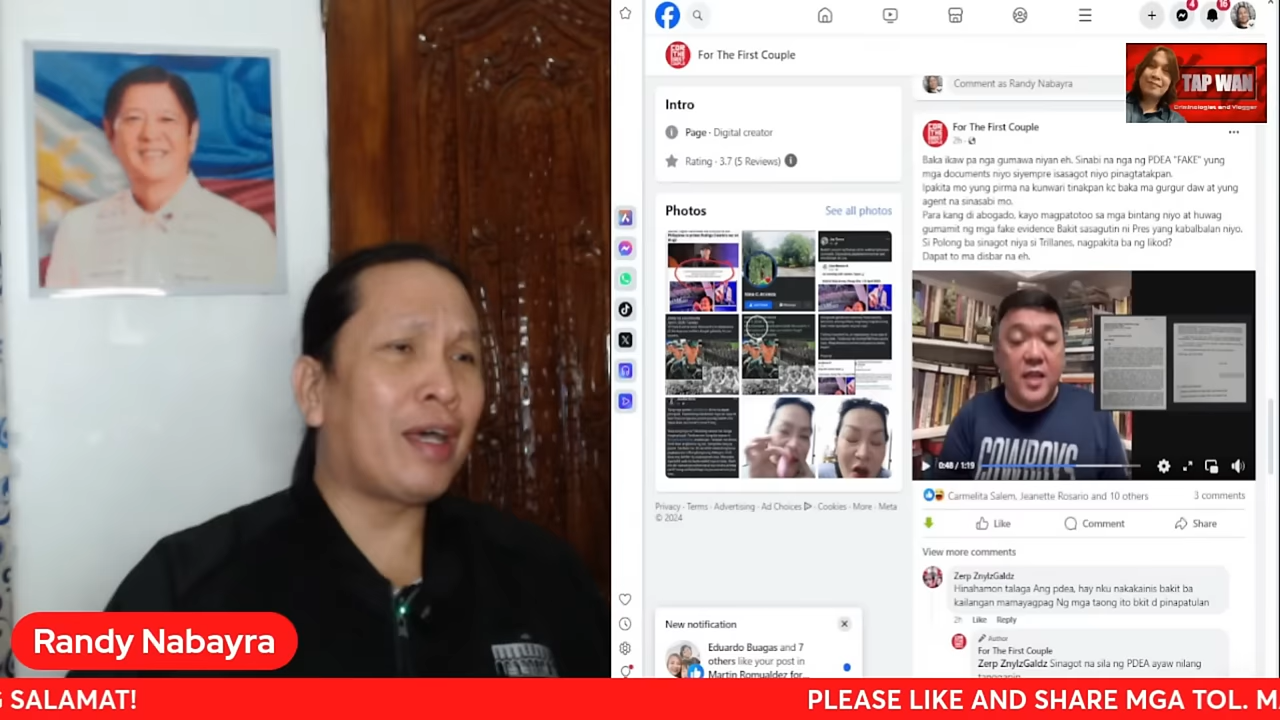 For The First Couple
4
16
Intro
Page · Digital creator
Rating · 3.7 (5 Reviews)
Photos
See all photos
Privacy · Terms · Advertising · Ad Choices · Cookies · More · Meta
© 2024
New notification
Eduardo Buagas and 7
others like your post in
Martin Romualdez for...
Comment as Randy Nabayra
TAP WAN
Criminologist and Vlogger
For The First Couple
2h
Baka ikaw pa nga gumawa niyan eh. Sinabi na nga ng PDEA "FAKE" yung
mga documents niyo siyempre isasagot niyo pinagtatakpan.
Ipakita mo yung pirma na kunwari tinakpan kc baka ma gurgur daw at yung
agent na sinasabi mo.
Para kang di abogado, kayo magpatotoo sa mga bintang niyo at huwag
gumamit ng mga fake evidence Bakit sasagutin ni Pres yang kabalbalan niyo.
Si Polong ba sinagot niya si Trillanes, nagpakita ba ng likod?
Dapat to ma disbar na eh.
COWBOYS
0:48 / 1:19
Carmelita Salem, Jeanette Rosario and 10 others
3 comments
Like
Comment
Share
View more comments
Zerp ZnylzGaldz
Hinahamon talaga Ang pdea, hay nku nakakainis bakit ba
kailangan mamayagpag Ng mga taong ito bkit d pinapatulan
2h Like Reply
Author
For The First Couple
Zerp ZnylzGaldz Sinagot na sila ng PDEA ayaw nilang
Randy Nabayra
G SALAMAT!
PLEASE LIKE AND SHARE MGA TOL. M